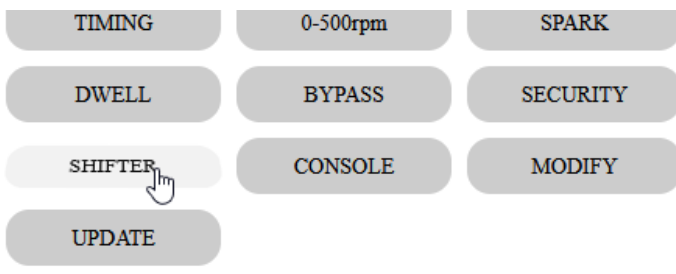 TIMING 0-500rpm SPARK
DWELL BYPASS SECURITY
SHIFTER CONSOLE MODIFY
UPDATE